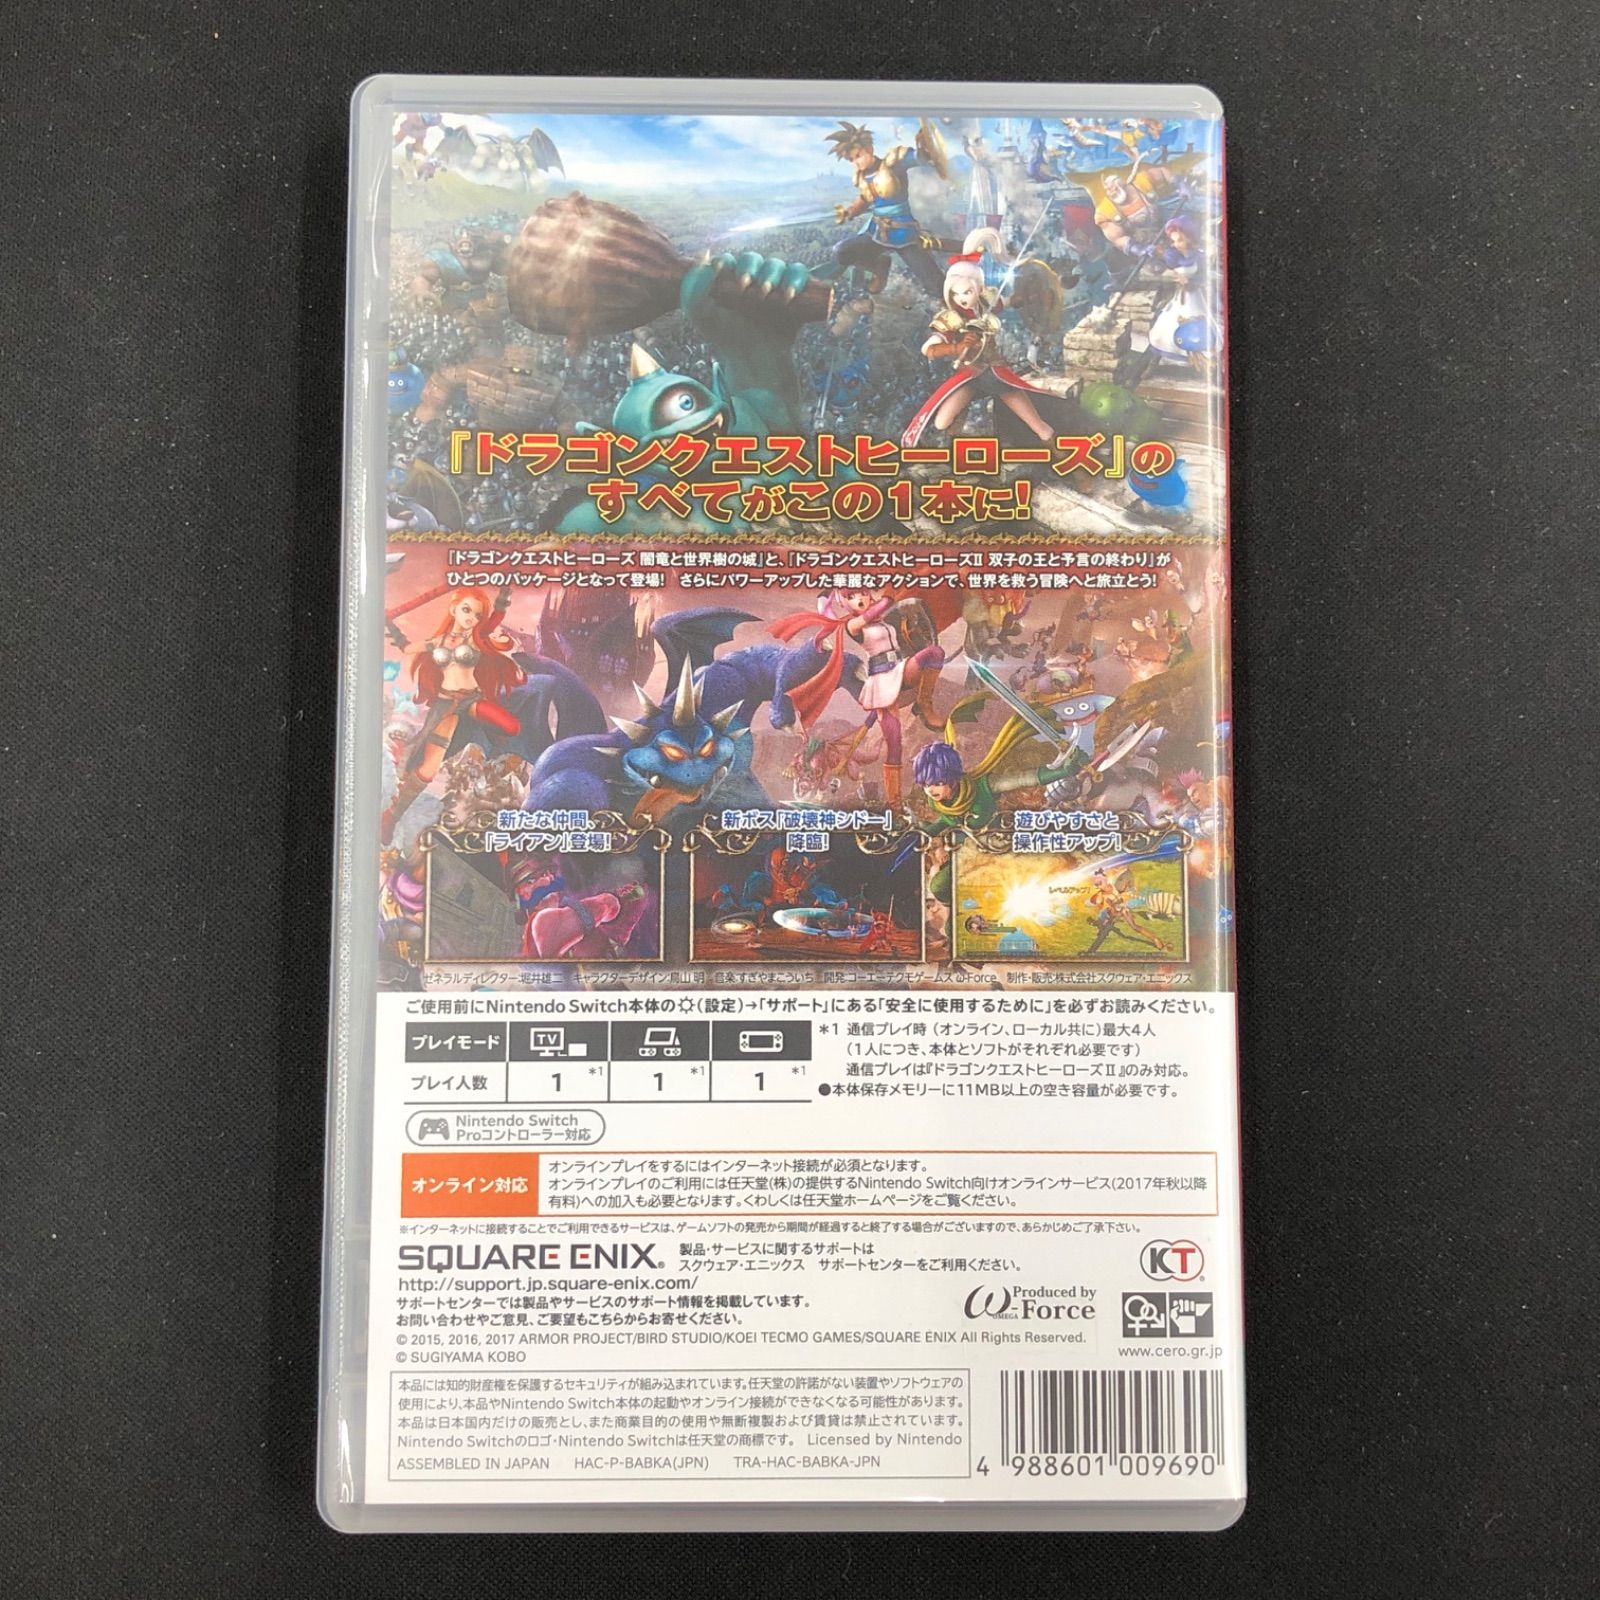 『ドラゴンクエストヒーローズ』の
すべてがこの1本に!
『ドラゴンクエストヒーローズ 闇竜と世界樹の城』と、『ドラゴンクエストヒーローズⅡ 双子の王と予言の終わり』が
ひとつのパッケージとなって登場! さらにパワーアップした華麗なアクションで、世界を救う冒険へと旅立とう!
新たな仲間、
「ライアン」登場!
新ボス「破壊神シドー」
降臨!
遊びやすさと
操作性アップ!
レベルアップ!
ゼネラルディレクター:堀井雄二 キャラクターデザイン:鳥山 明 音楽:すぎやまこういち 開発:コーエーテクモゲームス ω-Force 制作・販売:株式会社スクウェア・エニックス
ご使用前にNintendo Switch本体の(設定)→「サポート」にある「安全に使用するために」を必ずお読みください。
プレイモード TV
プレイ人数 1 *1 1 *1 1 *1
*1 通信プレイ時 (オンライン、ローカル共に)最大4人
(1人につき、本体とソフトがそれぞれ必要です)
通信プレイは『ドラゴンクエストヒーローズⅡ』のみ対応。
●本体保存メモリーに11MB以上の空き容量が必要です。
Nintendo Switch
Proコントローラー対応
オンライン対応
オンラインプレイをするにはインターネット接続が必須となります。
オンラインプレイのご利用には任天堂(株)の提供するNintendo Switch向けオンラインサービス(2017年秋以降
有料)への加入も必要となります。くわしくは任天堂ホームページをご覧ください。
※インターネットに接続することでご利用できるサービスは、ゲームソフトの発売から期間が経過すると終了する場合がございますので、あらかじめご了承下さい。
SQUARE ENIX®
製品・サービスに関するサポートは
スクウェア・エニックス サポートセンターをご利用ください。
http://support.jp.square-enix.com/
サポートセンターでは製品やサービスのサポート情報を掲載しています。
お問い合わせやご意見、ご要望もこちらからお寄せください。
KT®
Produced by
ω-Force
OMEGA
© 2015, 2016, 2017 ARMOR PROJECT/BIRD STUDIO/KOEI TECMO GAMES/SQUARE ENIX All Rights Reserved.
© SUGIYAMA KOBO
www.cero.gr.jp
本品には知的財産権を保護するセキュリティが組み込まれています。任天堂の許諾がない装置やソフトウェアの
使用により、本品やNintendo Switch本体の起動やオンライン接続ができなくなる可能性があります。
本品は日本国内だけの販売とし、また商業目的の使用や無断複製および賃貸は禁止されています。
Nintendo Switchのロゴ・Nintendo Switchは任天堂の商標です。 Licensed by Nintendo
ASSEMBLED IN JAPAN HAC-P-BABKA(JPN) TRA-HAC-BABKA-JPN
4 988601 009690